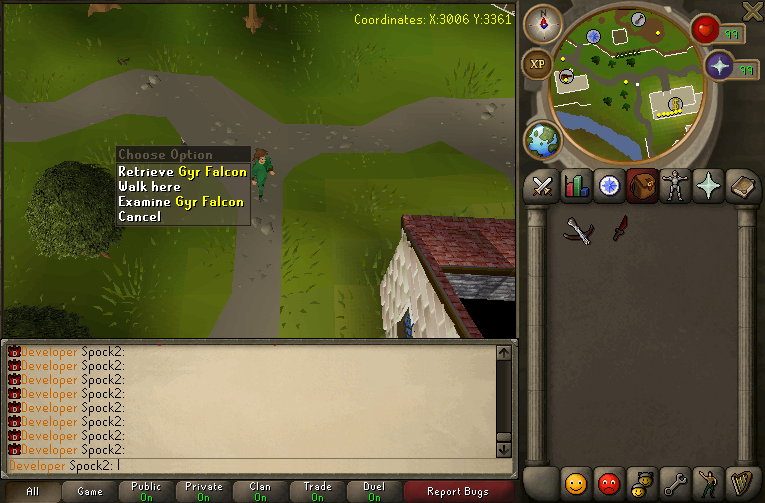 Coordinates: X:3006 Y:3361
99
XP
99
Choose Option
Retrieve Gyr Falcon
Walk here
Examine Gyr Falcon
Cancel
Developer Spock2:
Developer Spock2:
Developer Spock2:
Developer Spock2:
Developer Spock2:
Developer Spock2:
Developer Spock2:
Developer Spock2:
Developer Spock2: |
All
Game
Public
On
Private
On
Clan
On
Trade
On
Duel
On
Report Bugs